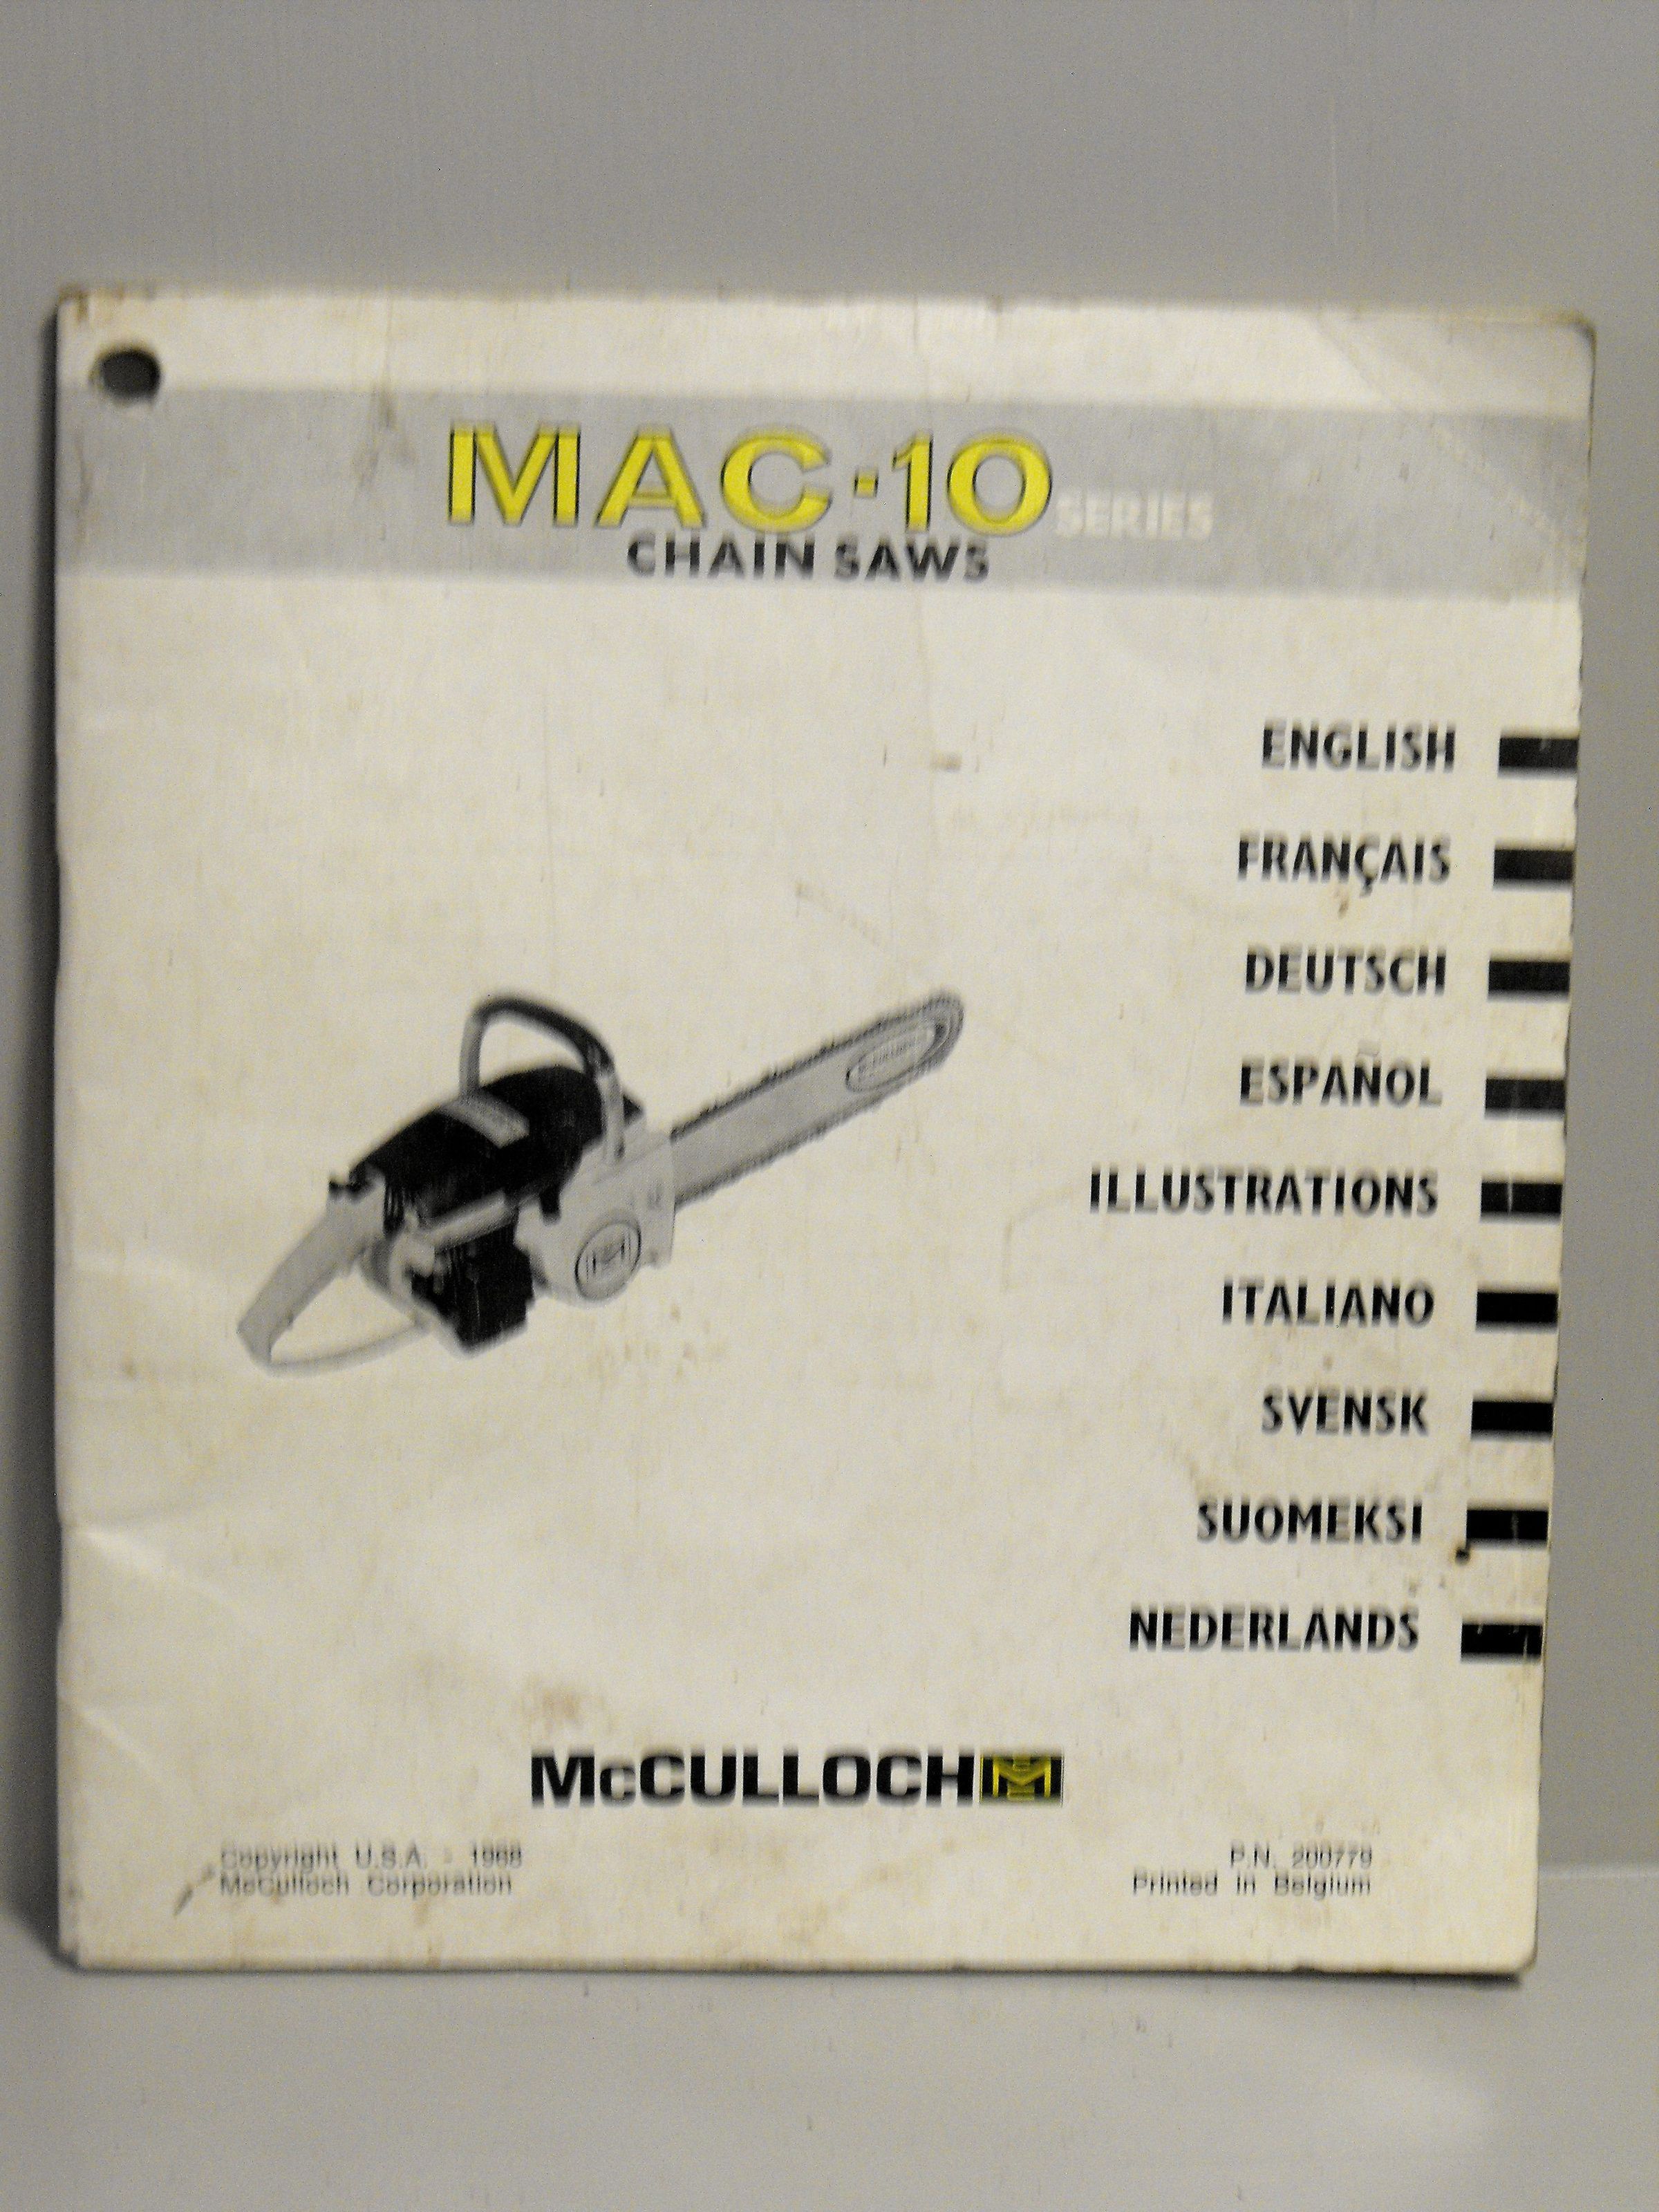 MAC·10 SERIES
CHAIN SAWS
ENGLISH
FRANÇAIS
DEUTSCH
ESPAÑOL
ILLUSTRATIONS
ITALIANO
SVENSK
SUOMEKSI
NEDERLANDS
McCULLOCH
Copyright U.S.A. - 1968
McCulloch Corporation
P.N. 200779
Printed in Belgium